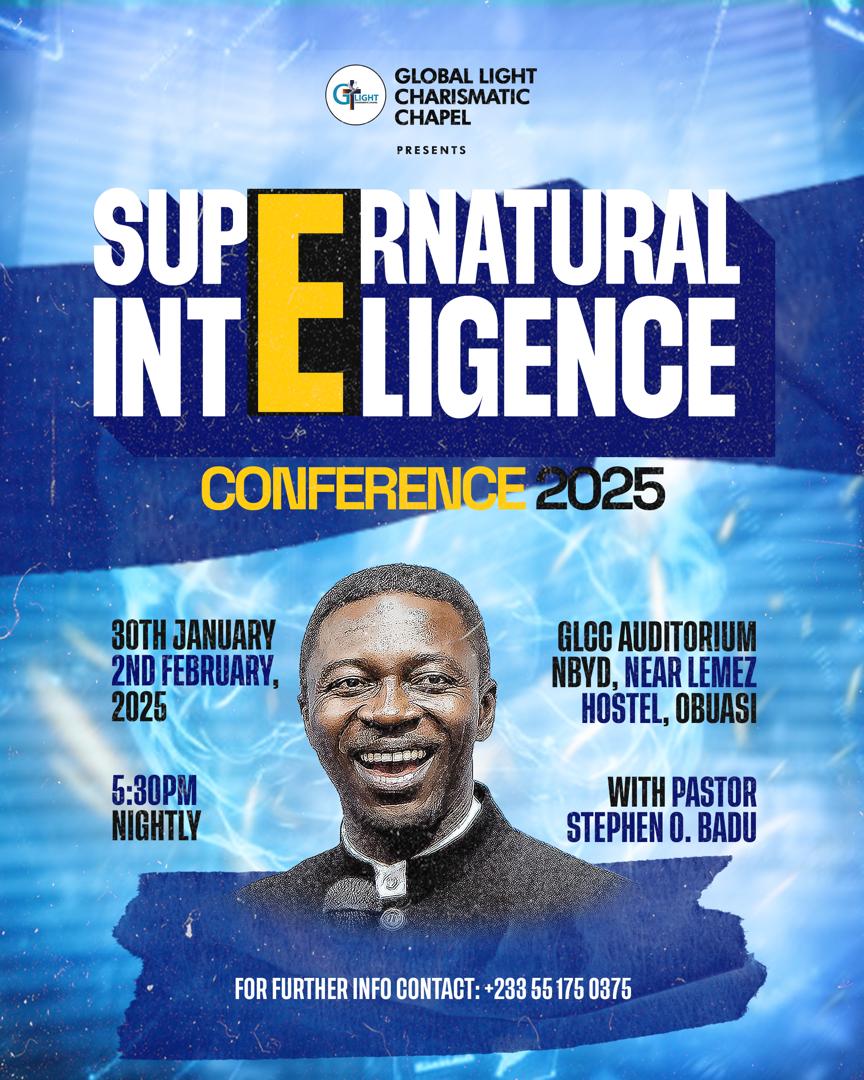 G LIGHT
GLOBAL LIGHT
CHARISMATIC
CHAPEL
PRESENTS
SUPERNATURAL
INTELIGENCE
CONFERENCE 2025
30TH JANUARY
2ND FEBRUARY,
2025
5:30PM
NIGHTLY
GLCC AUDITORIUM
NBYD, NEAR LEMEZ
HOSTEL, OBUASI
WITH PASTOR
STEPHEN O. BADU
FOR FURTHER INFO CONTACT: +233 55 175 0375